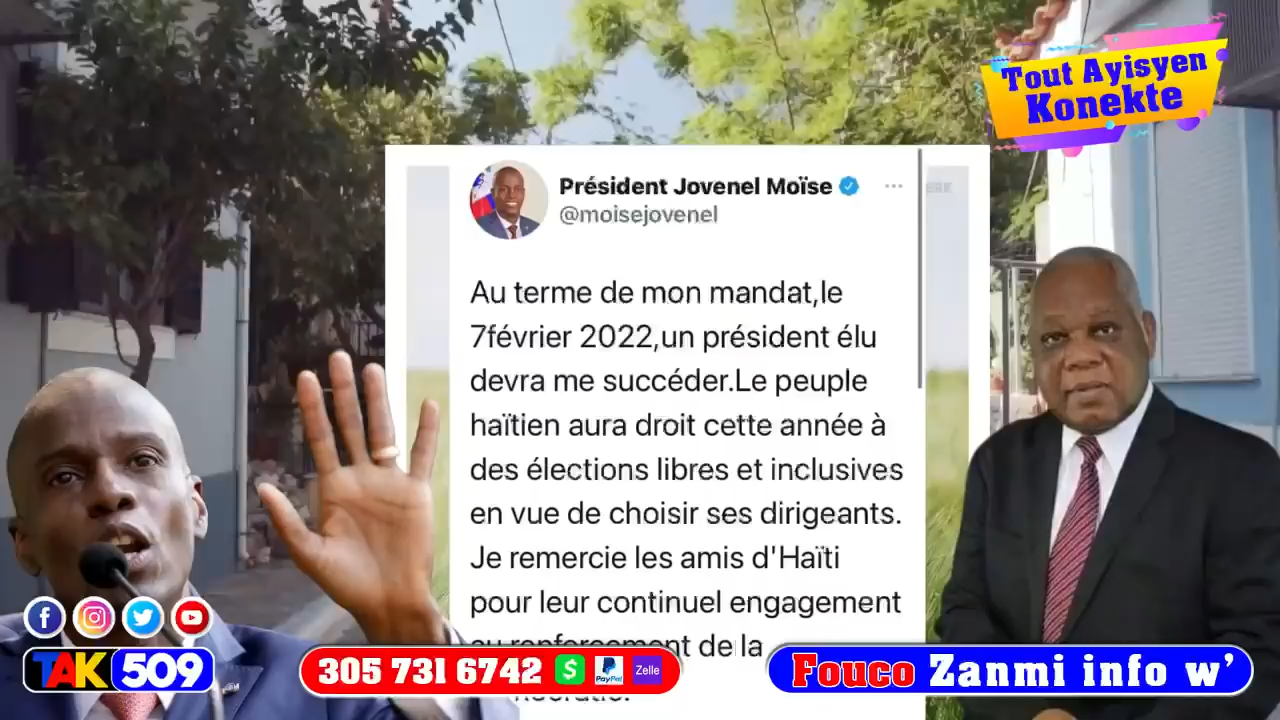 Tout Ayisyen
Konekte
Président Jovenel Moïse
@moisejovenel
Au terme de mon mandat,le
7février 2022,un président élu
devra me succéder.Le peuple
haïtien aura droit cette année à
des élections libres et inclusives
en vue de choisir ses dirigeants.
Je remercie les amis d'Haïti
pour leur continuel engagement
au renforcement de la
TAK 509
305 731 6742 $ PayPal Zelle
Fouco Zanmi info w'